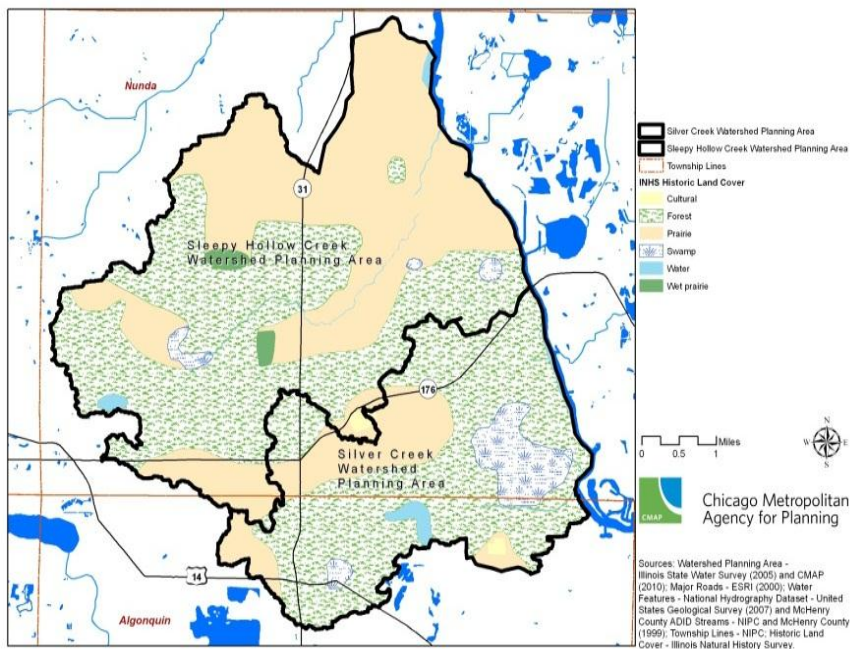 Nunda
31
Sleepy Hollow Creek
Watershed Planning Area
176
Silver Creek
Watershed
Planning Area
14
Algonquin
Silver Creek Watershed Planning Area
Sleepy Hollow Creek Watershed Planning Area
Township Lines
INHS Historic Land Cover
Cultural
Forest
Prairie
Swamp
Water
Wet prairie
Miles
0 0.5 1
N
W E
S
CMAP
Chicago Metropolitan
Agency for Planning
Sources: Watershed Planning Area -
Illinois State Water Survey (2005) and CMAP
(2010); Major Roads - ESRI (2000); Water
Features - National Hydrography Dataset - United
States Geological Survey (2007) and McHenry
County ADID Streams - NIPC and McHenry County
(1999); Township Lines - NIPC; Historic Land
Cover - Illinois Natural History Survey.